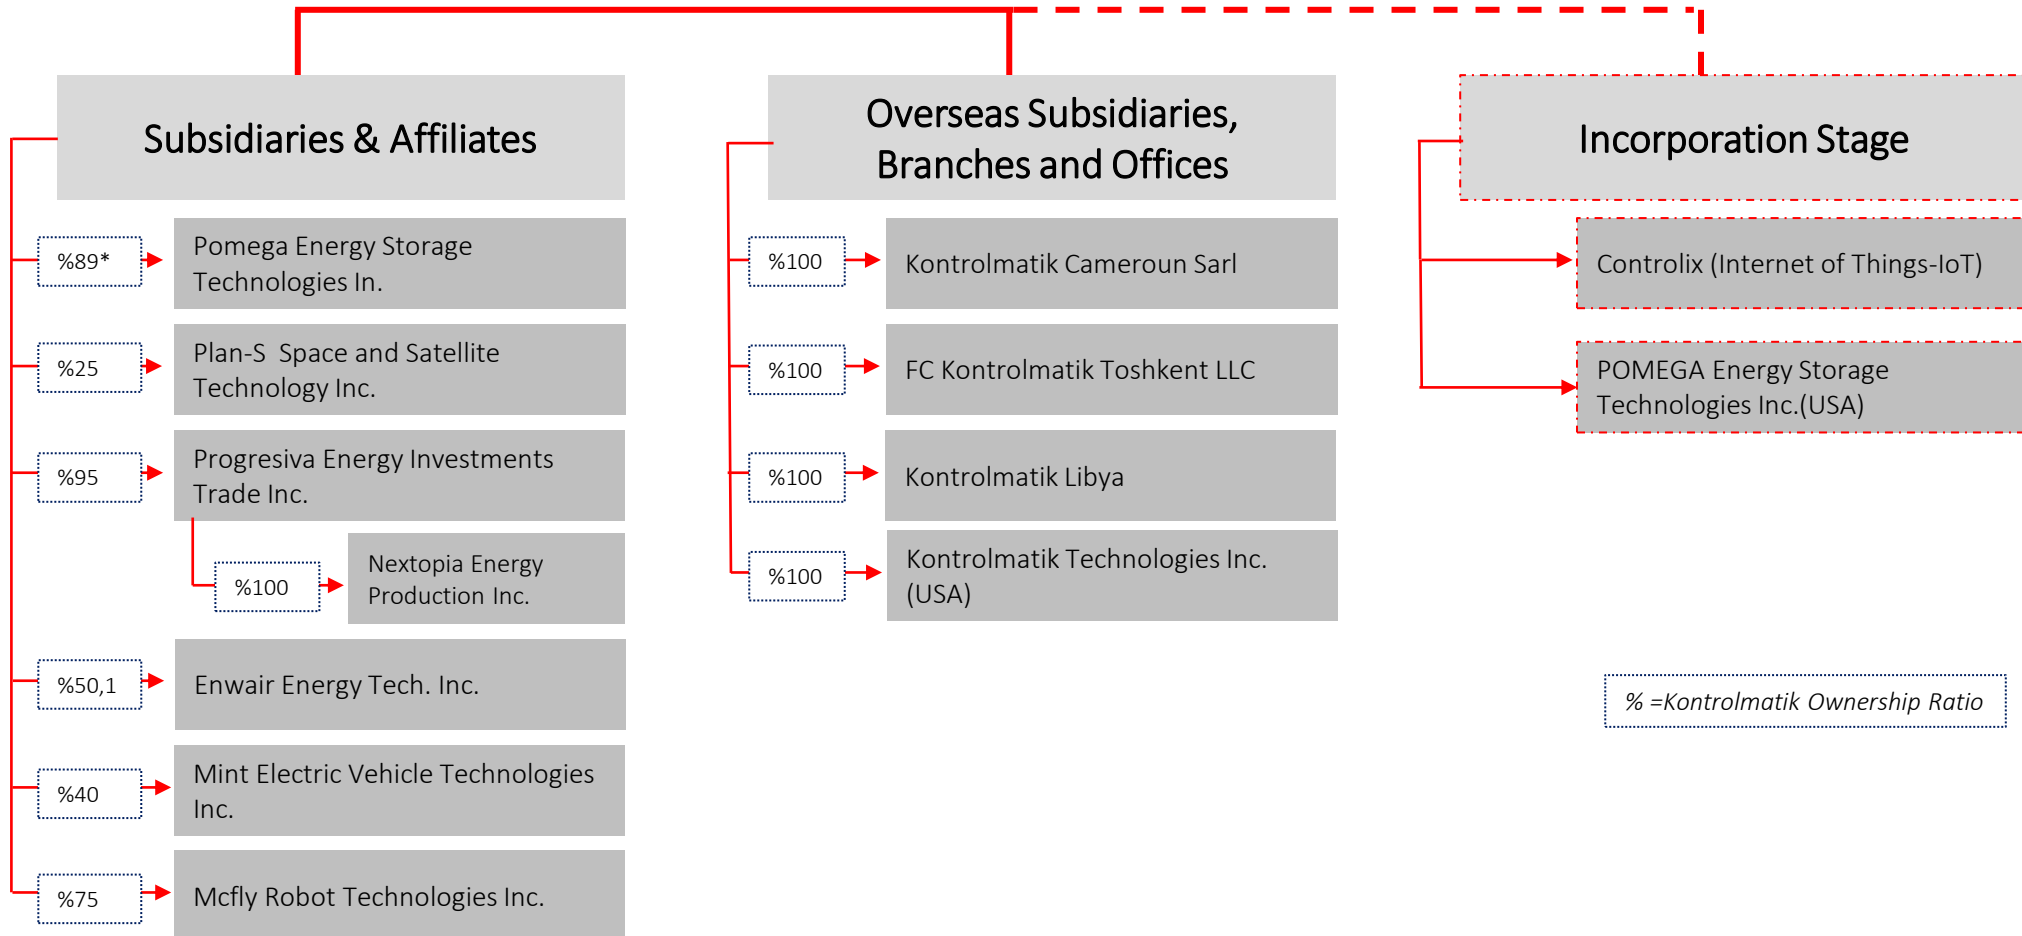 Subsidiaries & Affiliates
%89*
Pomega Energy Storage
Technologies In.
%25
Plan-S Space and Satellite
Technology Inc.
%95
Progresiva Energy Investments
Trade Inc.
%100
Nextopia Energy
Production Inc.
%50,1
Enwair Energy Tech. Inc.
%40
Mint Electric Vehicle Technologies
Inc.
%75
Mcfly Robot Technologies Inc.
Overseas Subsidiaries,
Branches and Offices
%100
Kontrolmatik Cameroun Sarl
%100
FC Kontrolmatik Toshkent LLC
%100
Kontrolmatik Libya
%100
Kontrolmatik Technologies Inc.
(USA)
Incorporation Stage
Controlix (Internet of Things-IoT)
POMEGA Energy Storage
Technologies Inc.(USA)
% =Kontrolmatik Ownership Ratio